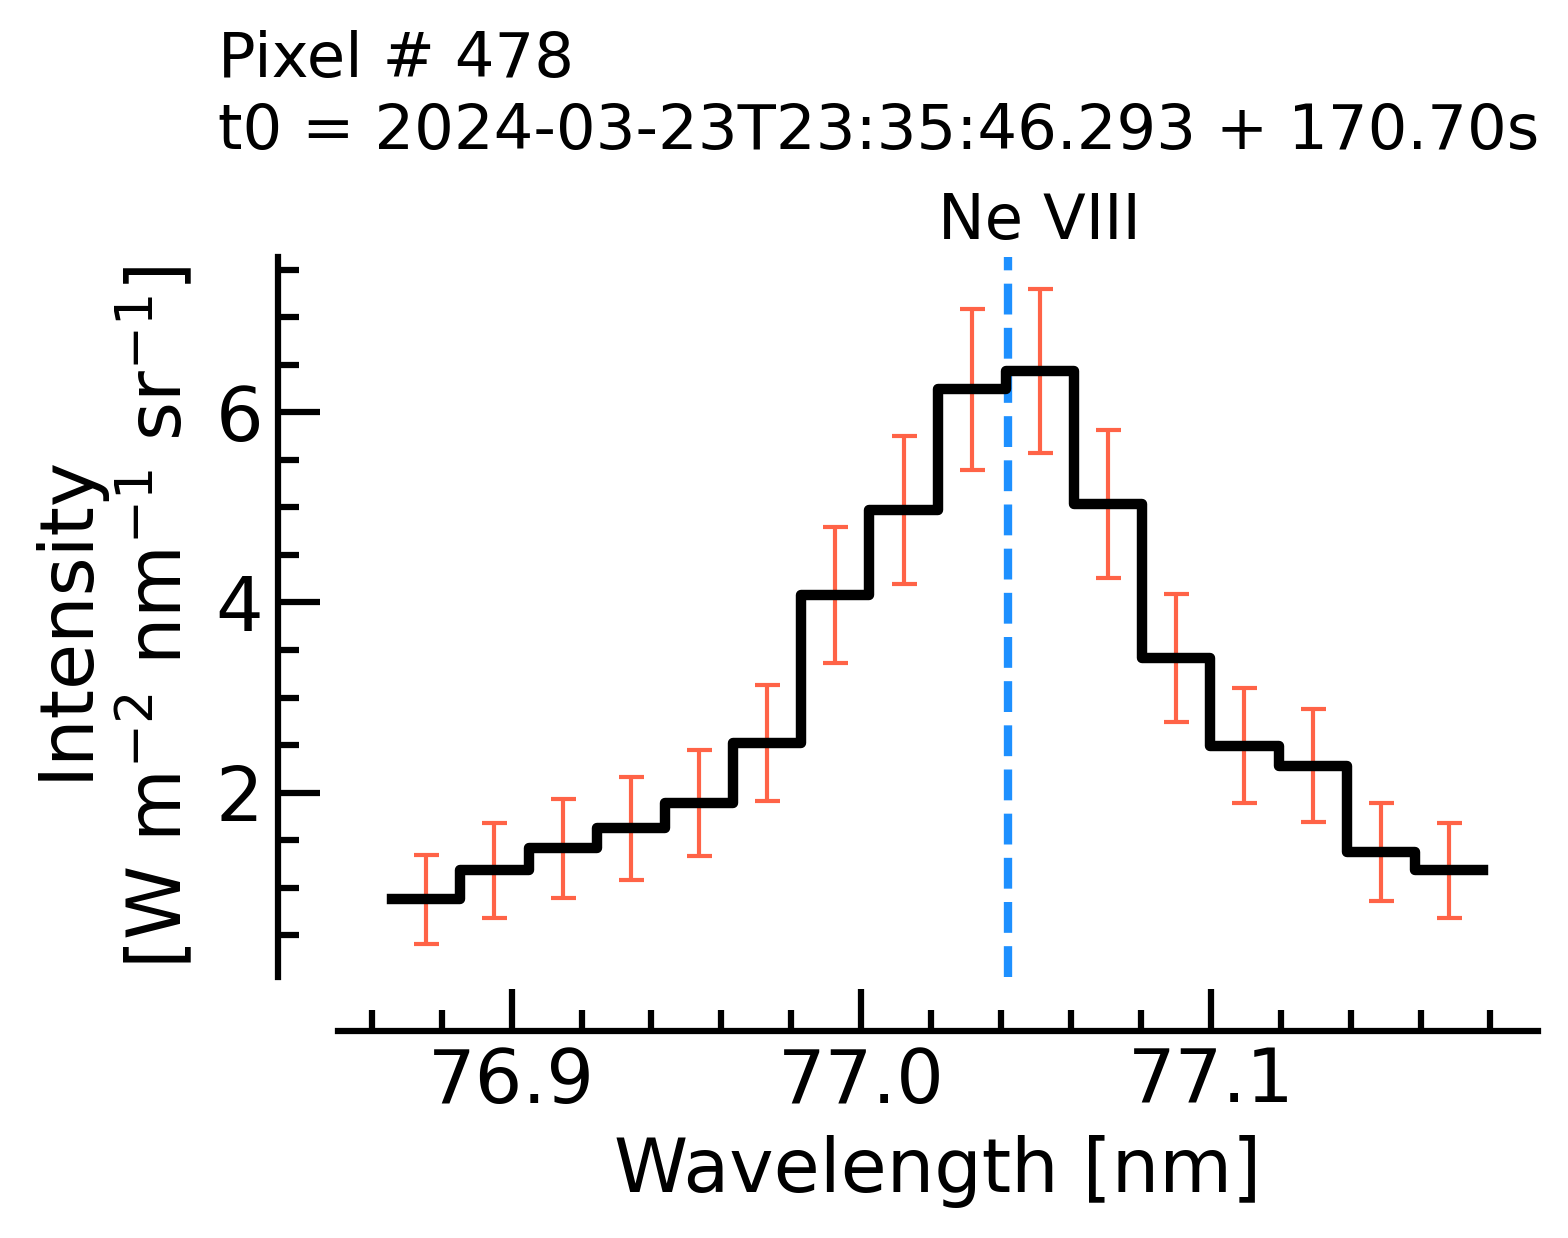 Pixel # 478
t0 = 2024-03-23T23:35:46.293 + 170.70s
Ne VIII
Intensity
[W m⁻² nm⁻¹ sr⁻¹]
6
4
2
76.9 77.0 77.1
Wavelength [nm]